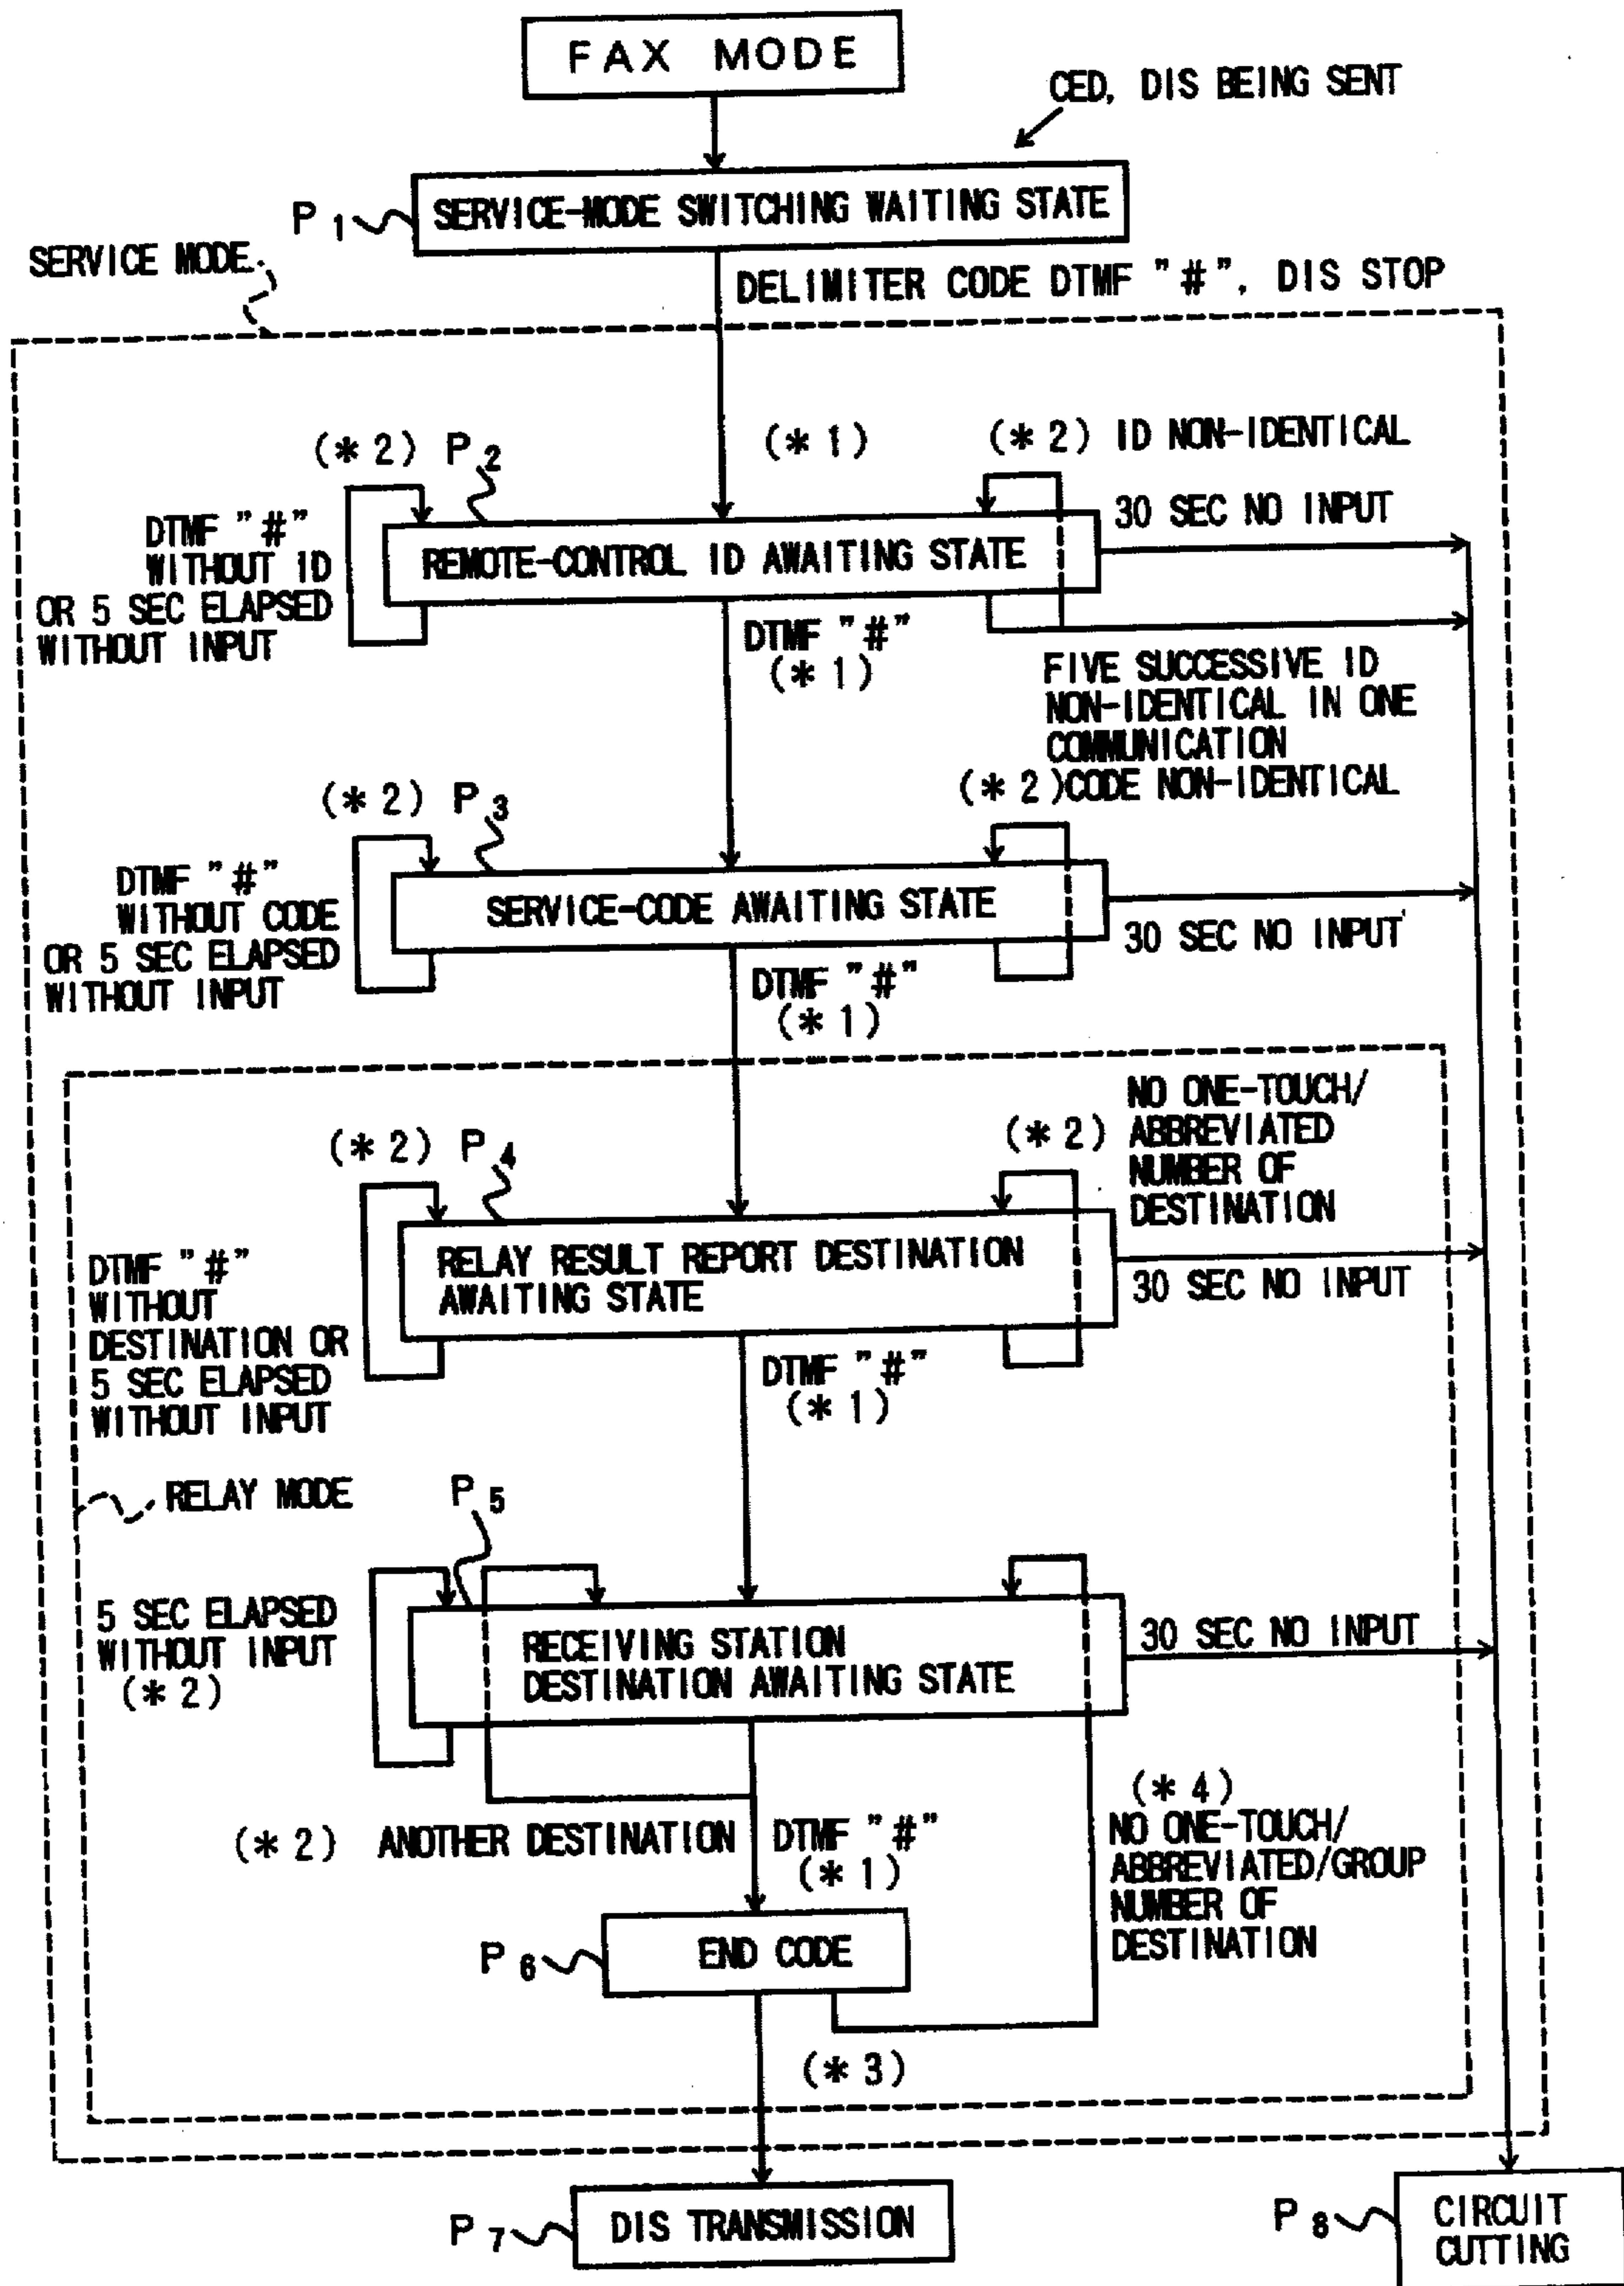 FAX MODE
CED, DIS BEING SENT
P1
SERVICE-MODE SWITCHING WAITING STATE
SERVICE MODE
DELIMITER CODE DTMF "#", DIS STOP
(*2) P2
(*1)
(*2) ID NON-IDENTICAL
DTMF "#"
WITHOUT ID
OR 5 SEC ELAPSED
WITHOUT INPUT
REMOTE-CONTROL ID AWAITING STATE
30 SEC NO INPUT
DTMF "#"
(*1)
FIVE SUCCESSIVE ID
NON-IDENTICAL IN ONE
COMMUNICATION
(*2) P3
(*2) CODE NON-IDENTICAL
DTMF "#"
WITHOUT CODE
OR 5 SEC ELAPSED
WITHOUT INPUT
SERVICE-CODE AWAITING STATE
30 SEC NO INPUT
DTMF "#"
(*1)
(*2) P4
(*2)
NO ONE-TOUCH/
ABBREVIATED
NUMBER OF
DESTINATION
DTMF "#"
WITHOUT
DESTINATION OR
5 SEC ELAPSED
WITHOUT INPUT
RELAY RESULT REPORT DESTINATION
AWAITING STATE
30 SEC NO INPUT
DTMF "#"
(*1)
RELAY MODE
P5
5 SEC ELAPSED
WITHOUT INPUT
(*2)
RECEIVING STATION
DESTINATION AWAITING STATE
30 SEC NO INPUT
(*2) ANOTHER DESTINATION
DTMF "#"
(*1)
(*4)
NO ONE-TOUCH/
ABBREVIATED/GROUP
NUMBER OF
DESTINATION
P6
END CODE
(*3)
P7
DIS TRANSMISSION
P8
CIRCUIT
CUTTING